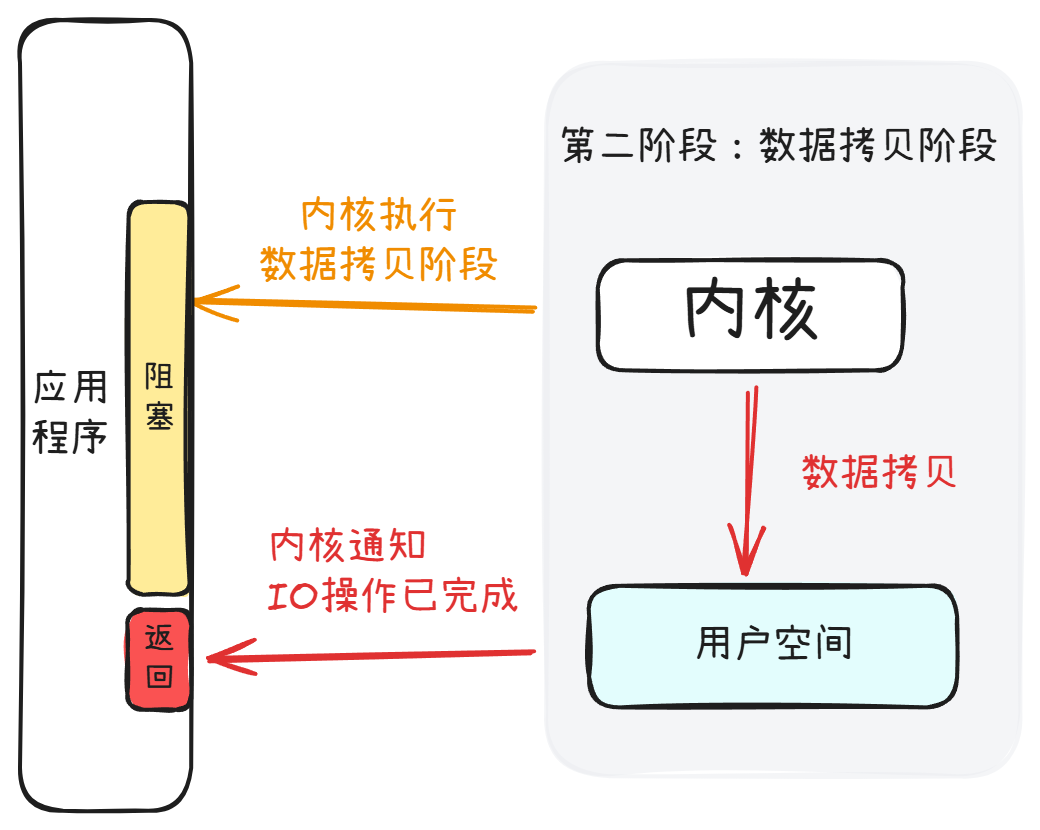 第二阶段：数据拷贝阶段
内核执行
数据拷贝阶段
内核
阻
塞
应用
程序
数据拷贝
内核通知
IO操作已完成
返
回
用户空间